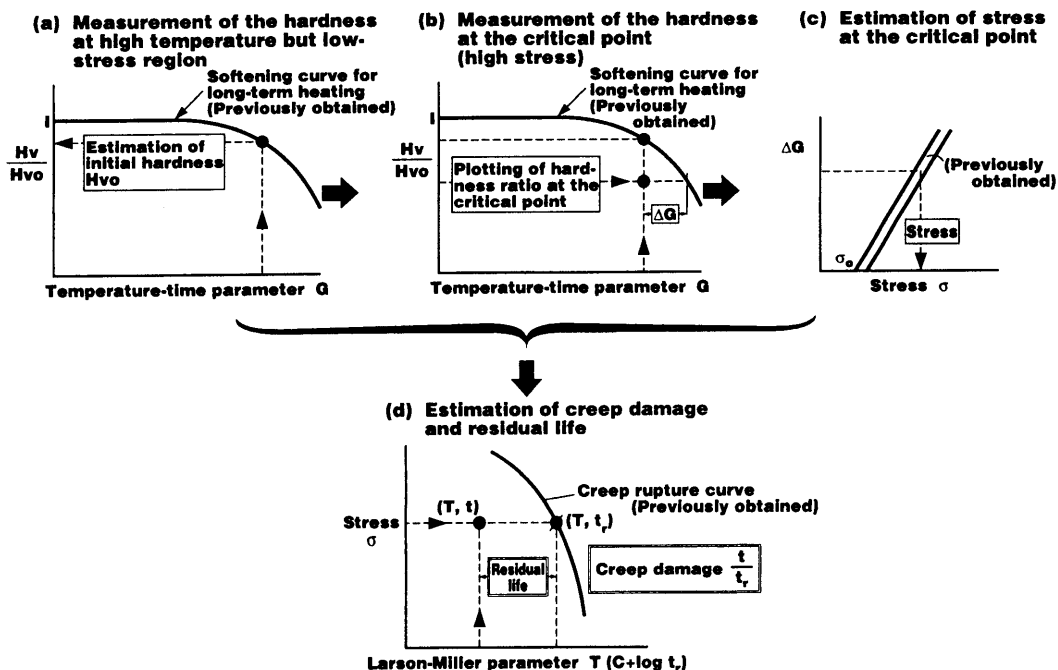 (a) Measurement of the hardness
at high temperature but low-
stress region
Softening curve for
long-term heating
(Previously obtained)
1
Hv
Hvo
Estimation of
initial hardness
Hvo
Temperature-time parameter G
(b) Measurement of the hardness
at the critical point
(high stress)
Softening curve for
long-term heating
(Previously
obtained)
1
Hv
Hvo
Plotting of hard-
ness ratio at the
critical point
ΔG
Temperature-time parameter G
(c) Estimation of stress
at the critical point
ΔG
(Previously
obtained)
Stress
σo
Stress σ
(d) Estimation of creep damage
and residual life
Creep rupture curve
(Previously obtained)
(T, t)
(T, tr)
Stress
σ
Residual
life
Creep damage t
tr
Larson-Miller parameter T (C+log tr)